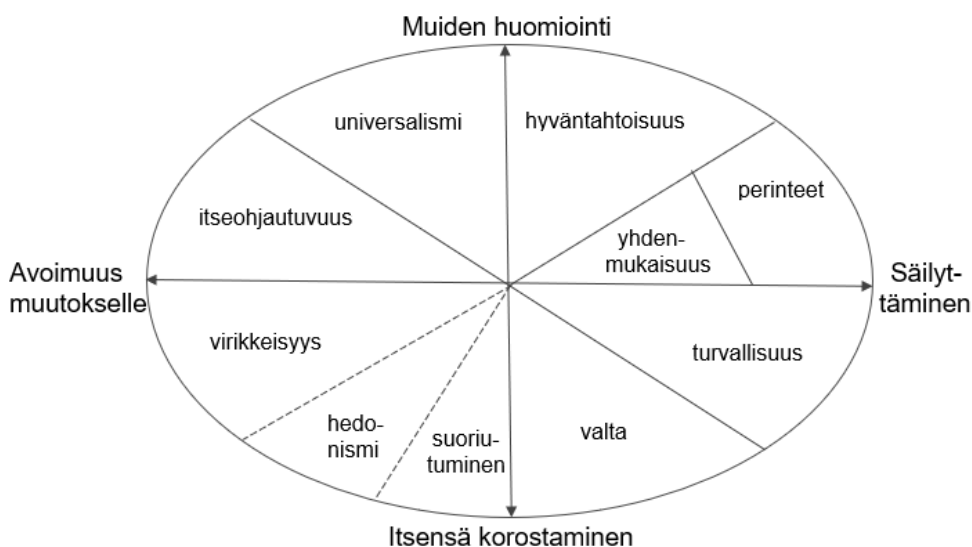 Muiden huomiointi
universalismi
hyväntahtoisuus
perinteet
itseohjautuvuus
yhden-
mukaisuus
Avoimuus
muutokselle
Säilyt-
täminen
virikkeisyys
turvallisuus
hedo-
nismi
suoriu-
tuminen
valta
Itsensä korostaminen